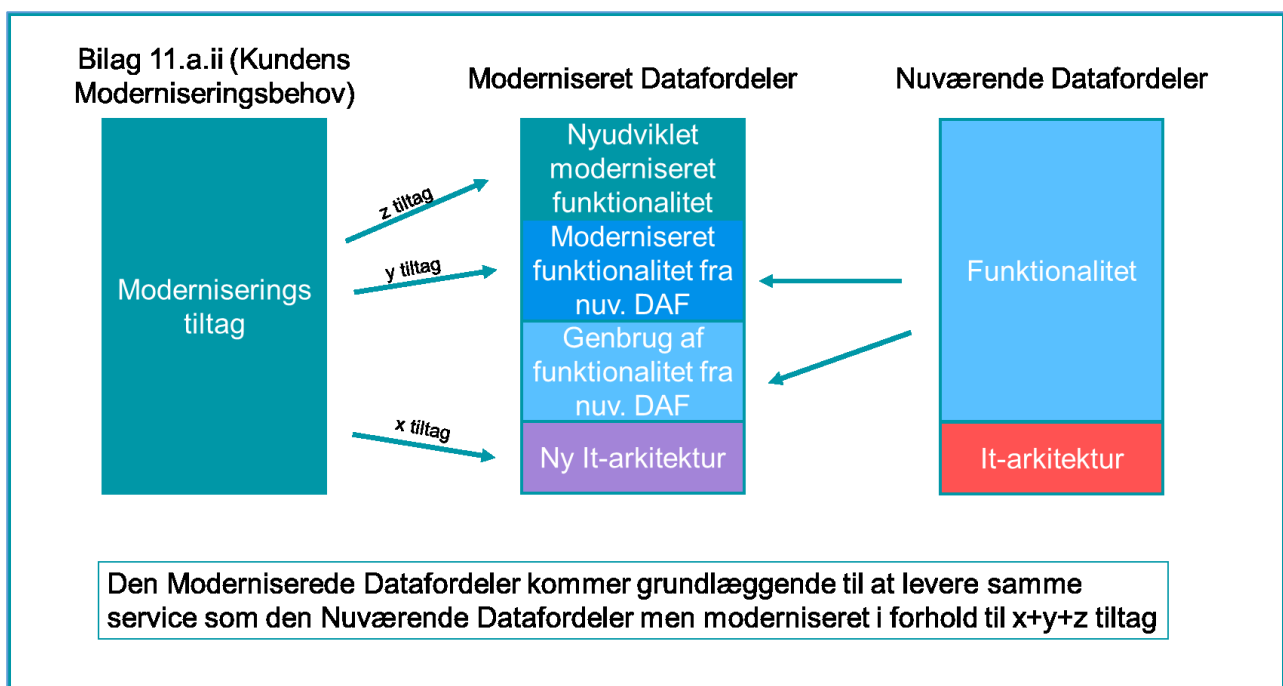 Bilag 11.a.ii (Kundens
Moderniseringsbehov)
Moderniseret Datafordeler
Nuværende Datafordeler
Moderniserings
tiltag
z tiltag
y tiltag
x tiltag
Nyudviklet
moderniseret
funktionalitet
Moderniseret
funktionalitet fra
nuv. DAF
Genbrug af
funktionalitet fra
nuv. DAF
Ny It-arkitektur
Funktionalitet
It-arkitektur
Den Moderniserede Datafordeler kommer grundlæggende til at levere samme
service som den Nuværende Datafordeler men moderniseret i forhold til x+y+z tiltag